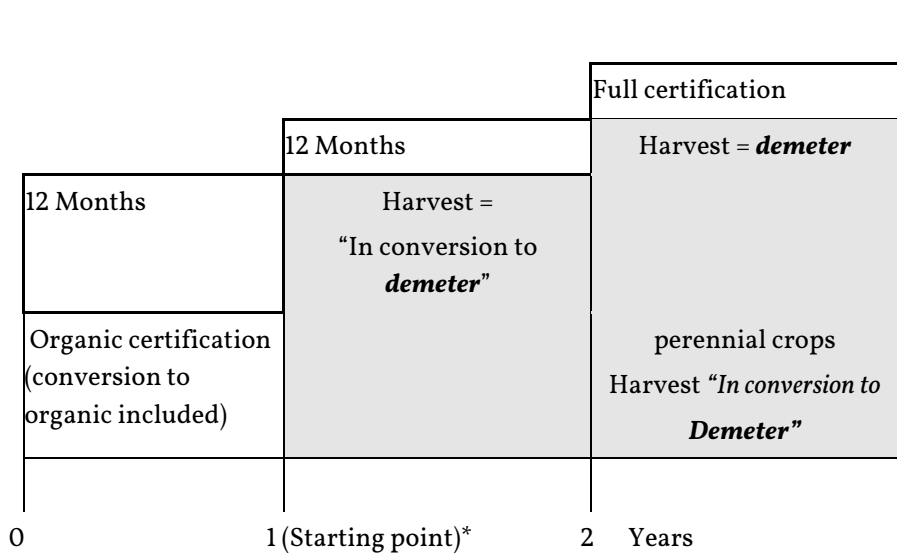 Full certification
12 Months
Harvest = demeter
12 Months
Harvest =
“In conversion to
demeter”
Organic certification
(conversion to
organic included)
perennial crops
Harvest “In conversion to
Demeter”
0 1 (Starting point)* 2 Years